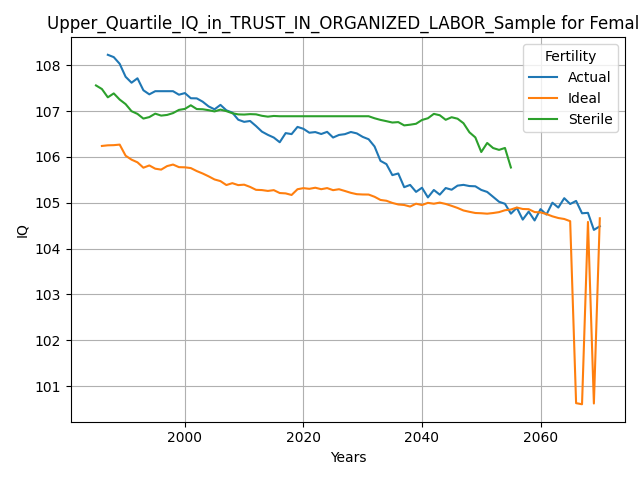 Upper_Quartile_IQ_in_TRUST_IN_ORGANIZED_LABOR_Sample for Femal
Fertility
Actual
Ideal
Sterile
108
107
106
105
104
103
102
101
IQ
2000
2020
2040
2060
Years